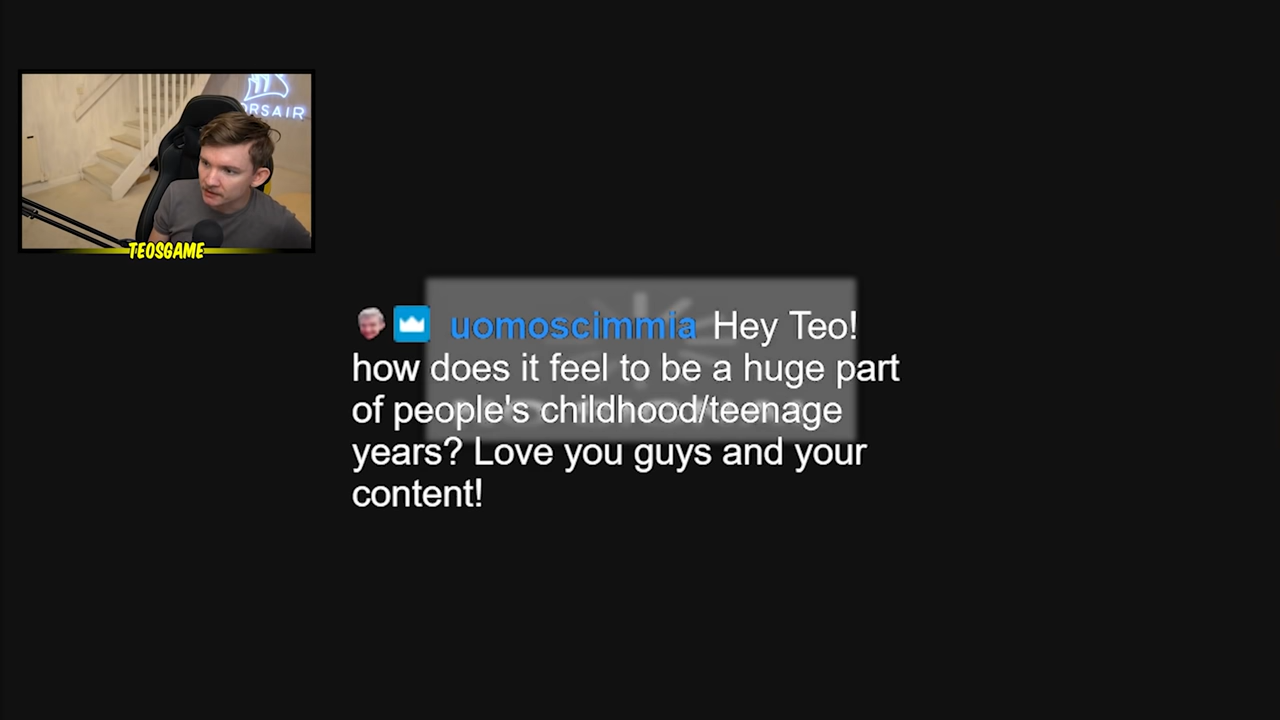 ORSAIR
TEOSGAME
uomoscimmia Hey Teo!
how does it feel to be a huge part
of people's childhood/teenage
years? Love you guys and your
content!